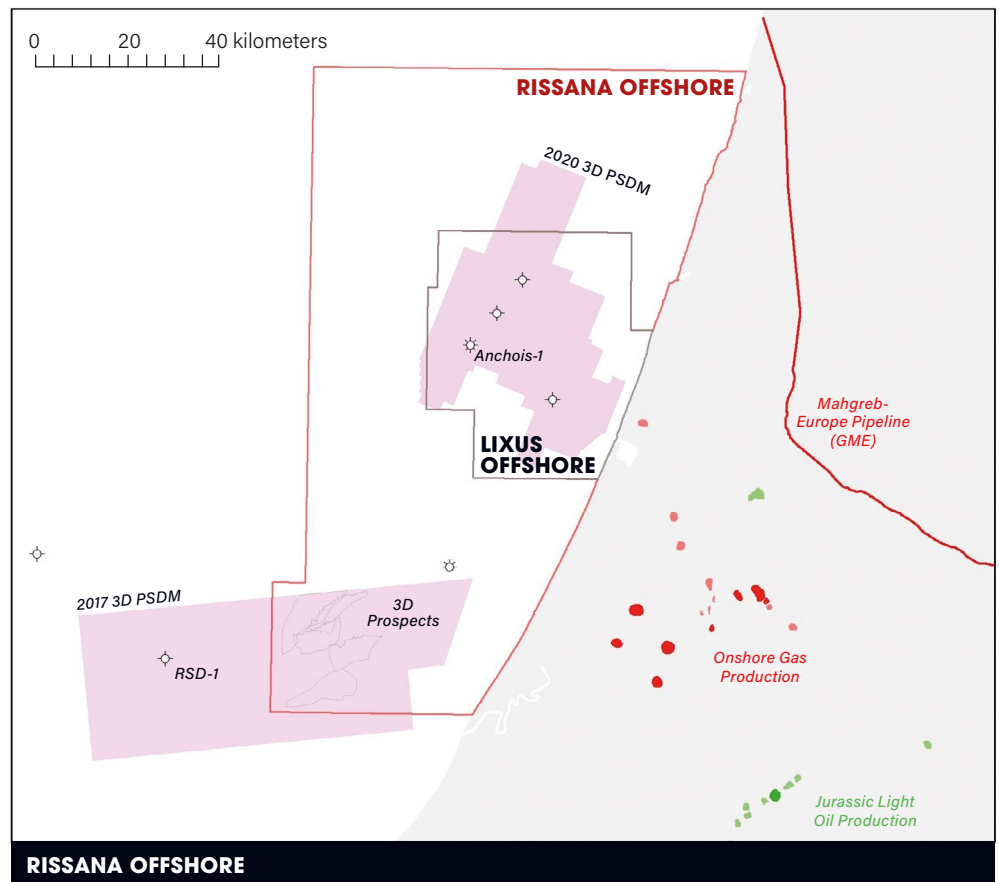 0 20 40 kilometers
RISSANA OFFSHORE
2020 3D PSDM
Anchois-1
LIXUS
OFFSHORE
Mahgreb-
Europe Pipeline
(GME)
2017 3D PSDM
3D
Prospects
RSD-1
Onshore Gas
Production
Jurassic Light
Oil Production
RISSANA OFFSHORE